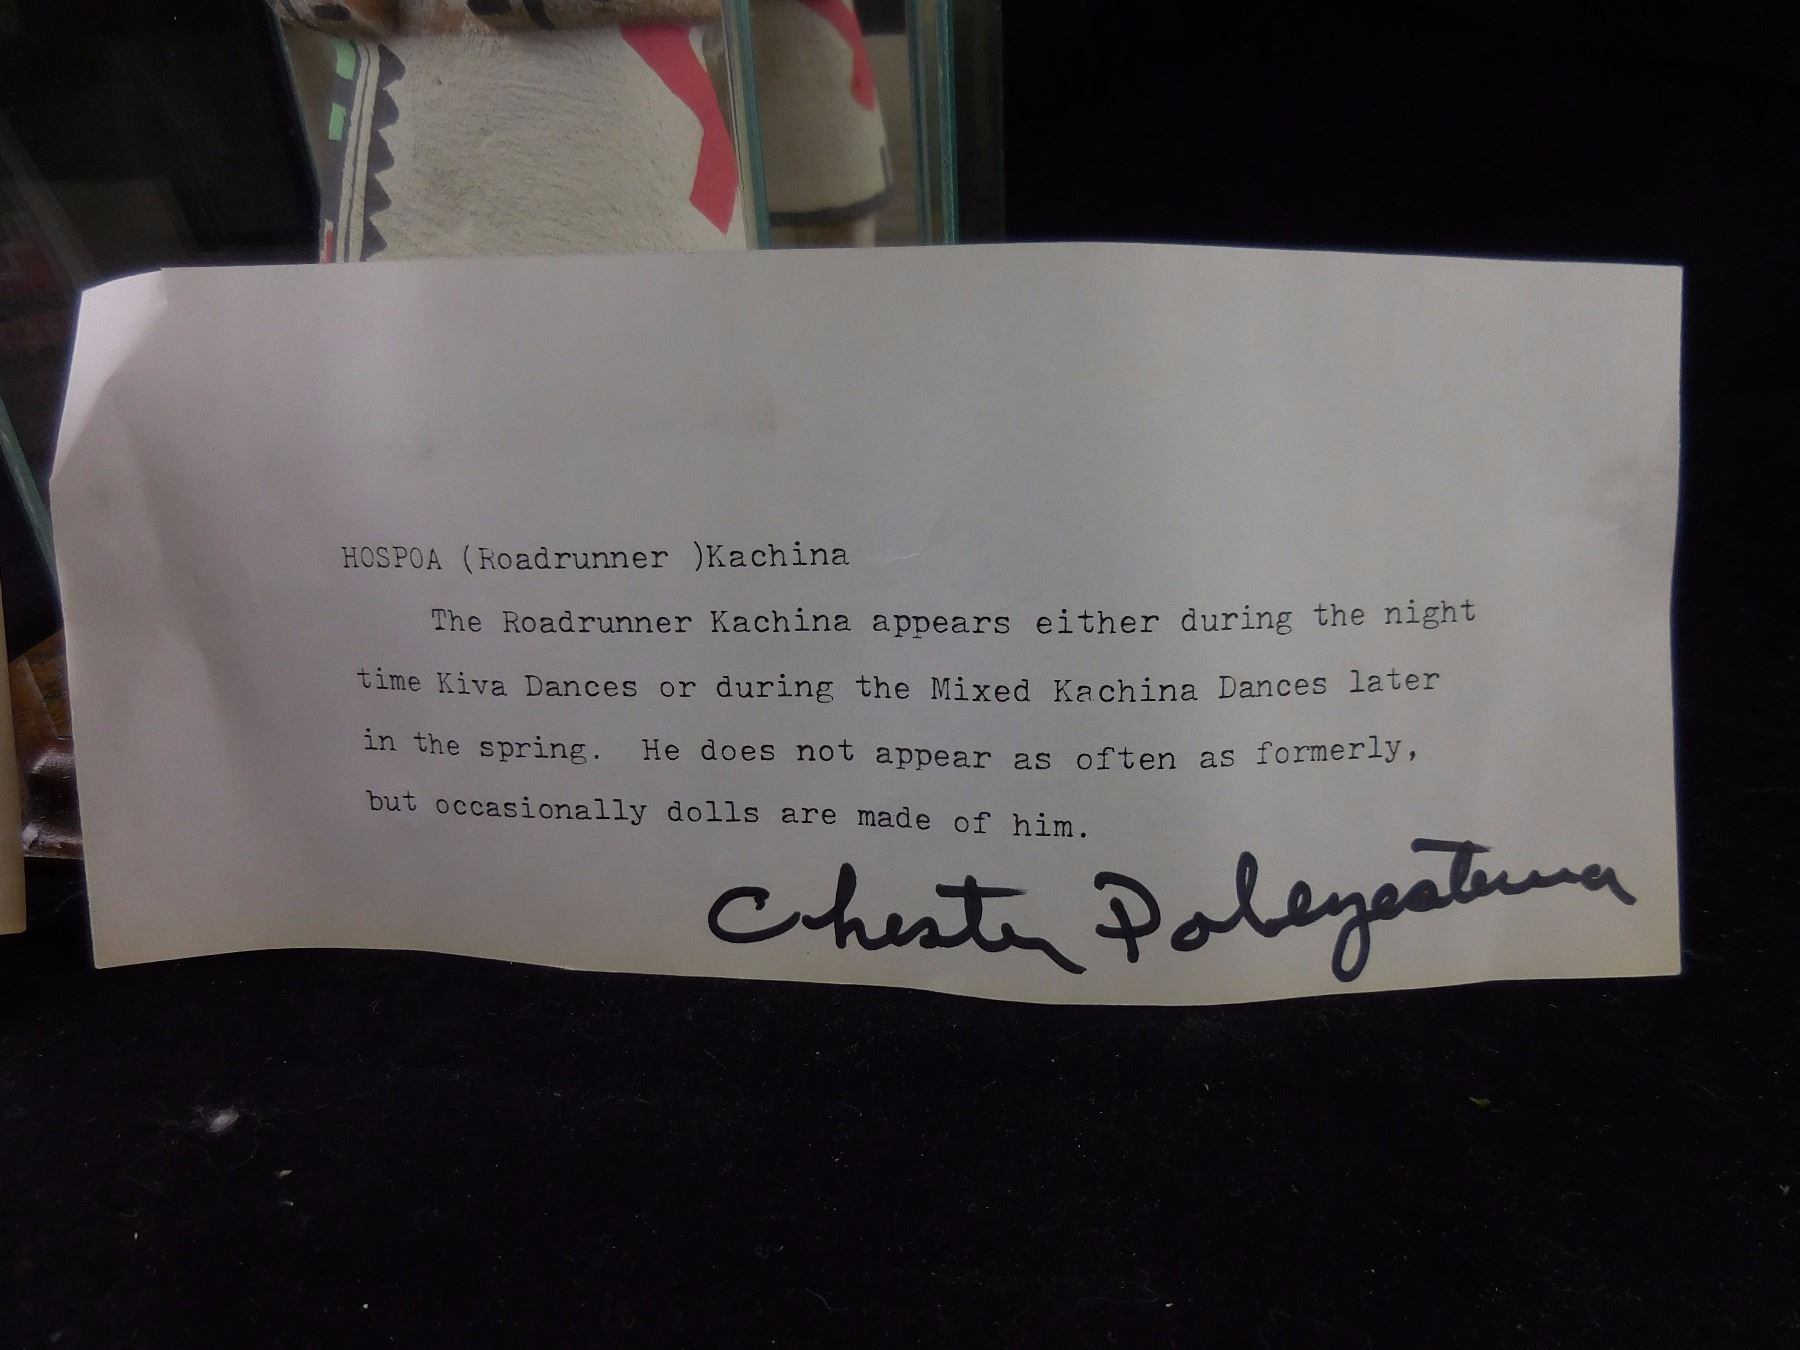 HOSPOA (Roadrunner )Kachina
The Roadrunner Kachina appears either during the night
time Kiva Dances or during the Mixed Kachina Dances later
in the spring. He does not appear as often as formerly,
but occasionally dolls are made of him.
Chester Poleyestewa